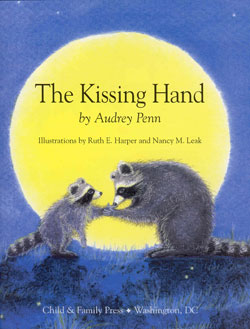 The Kissing Hand
by Audrey Penn
Illustrations by Ruth E. Harper and Nancy M. Leak
Child & Family Press ✦ Washington, DC